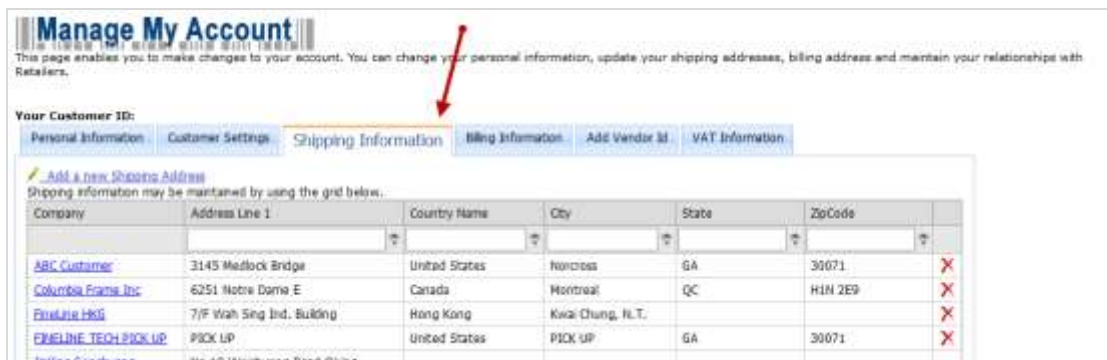 Manage My Account
This page enables you to make changes to your account. You can change your personal information, update your shipping addresses, billing address and maintain your relationships with
Retailers.
Your Customer ID:
Personal Information Customer Settings Shipping Information Billing Information Add Vendor Id VAT Information
Add a new Shipping Address
Shipping information may be maintained by using the grid below.
Company Address Line 1 Country Name City State ZipCode
ABC Customer 3145 Medlock Bridge United States Norcross GA 30071
Columbia Frame Inc 6251 Notre Dame E Canada Montreal QC H1N 2E9
FineLine HKG 7/F Wah Sing Ind. Building Hong Kong Kwai Chung, N.T.
FINELINE TECH PICK UP PICK UP United States PICK UP GA 30071